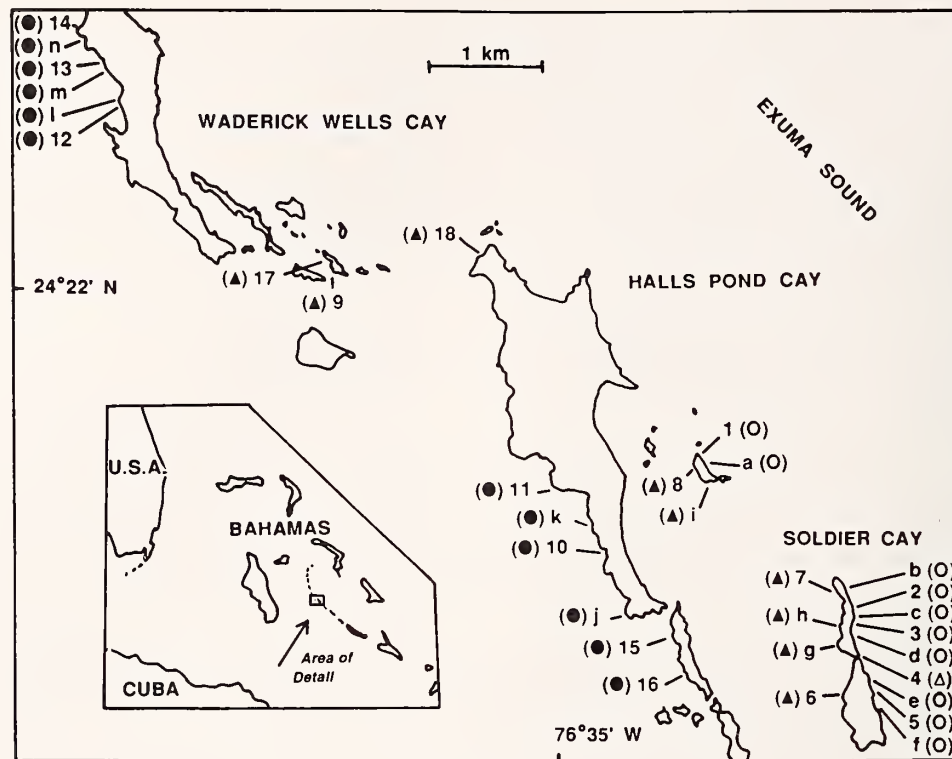 (●) 14
(●) n
(●) 13
(●) m
(●) l
(●) 12
1 km
WADERICK WELLS CAY
EXUMA SOUND
(▲) 18
(▲) 17
(▲) 9
24°22' N
HALLS POND CAY
1 (O)
a (O)
(▲) 8
(▲) i
(●) 11
(●) k
(●) 10
(●) j
(●) 15
(●) 16
SOLDIER CAY
b (O)
(▲) 7
2 (O)
c (O)
(▲) h
3 (O)
d (O)
(▲) g
4 (△)
e (O)
(▲) 6
5 (O)
f (O)
76°35' W
U.S.A.
BAHAMAS
Area of
Detail
CUBA